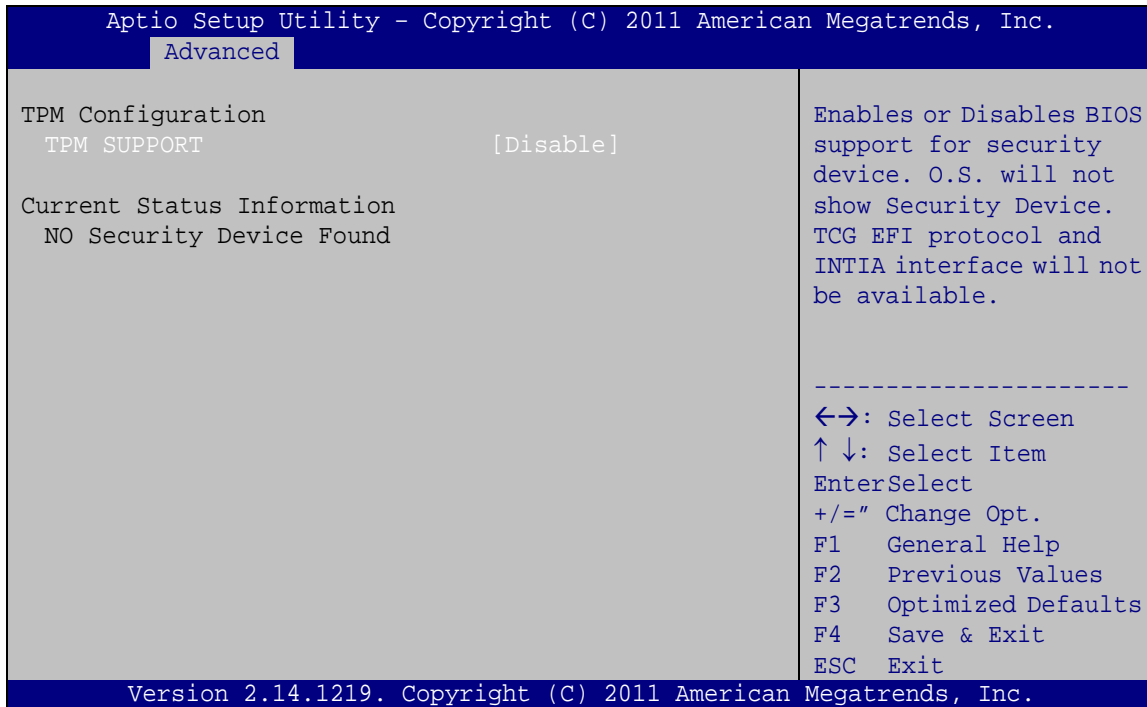 Aptio Setup Utility – Copyright (C) 2011 American Megatrends, Inc.
Advanced
TPM Configuration
TPM SUPPORT [Disable]
Current Status Information
NO Security Device Found
Enables or Disables BIOS
support for security
device. O.S. will not
show Security Device.
TCG EFI protocol and
INTIA interface will not
be available.
----------------------
←→: Select Screen
↑ ↓: Select Item
EnterSelect
+/=" Change Opt.
F1 General Help
F2 Previous Values
F3 Optimized Defaults
F4 Save & Exit
ESC Exit
Version 2.14.1219. Copyright (C) 2011 American Megatrends, Inc.